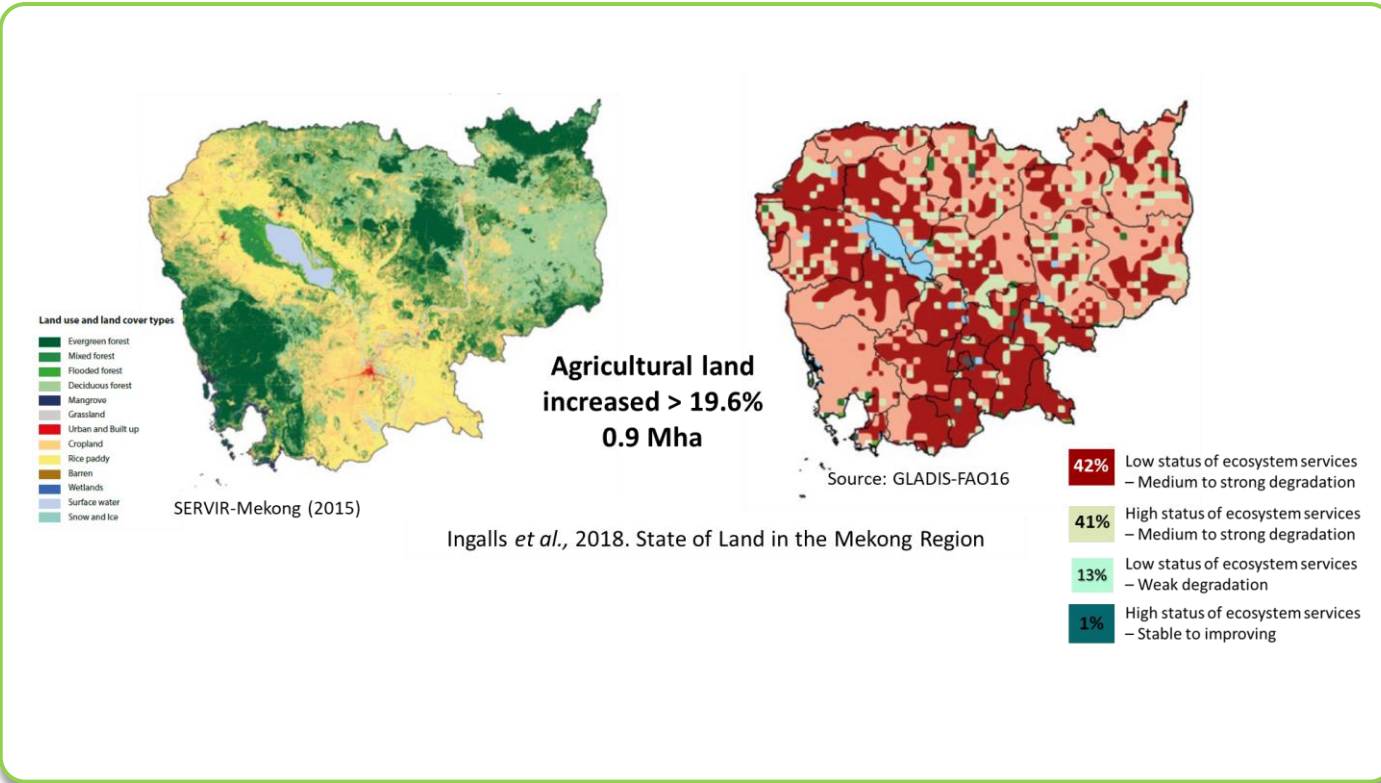 Land use and land cover types
Evergreen forest
Mixed forest
Flooded forest
Deciduous forest
Mangrove
Grassland
Urban and Built up
Cropland
Rice paddy
Barren
Wetlands
Surface water
Snow and Ice
SERVIR-Mekong (2015)
Agricultural land
increased > 19.6%
0.9 Mha
Source: GLADIS-FAO16
Ingalls et al., 2018. State of Land in the Mekong Region
42% Low status of ecosystem services
– Medium to strong degradation
41% High status of ecosystem services
– Medium to strong degradation
13% Low status of ecosystem services
– Weak degradation
1% High status of ecosystem services
– Stable to improving